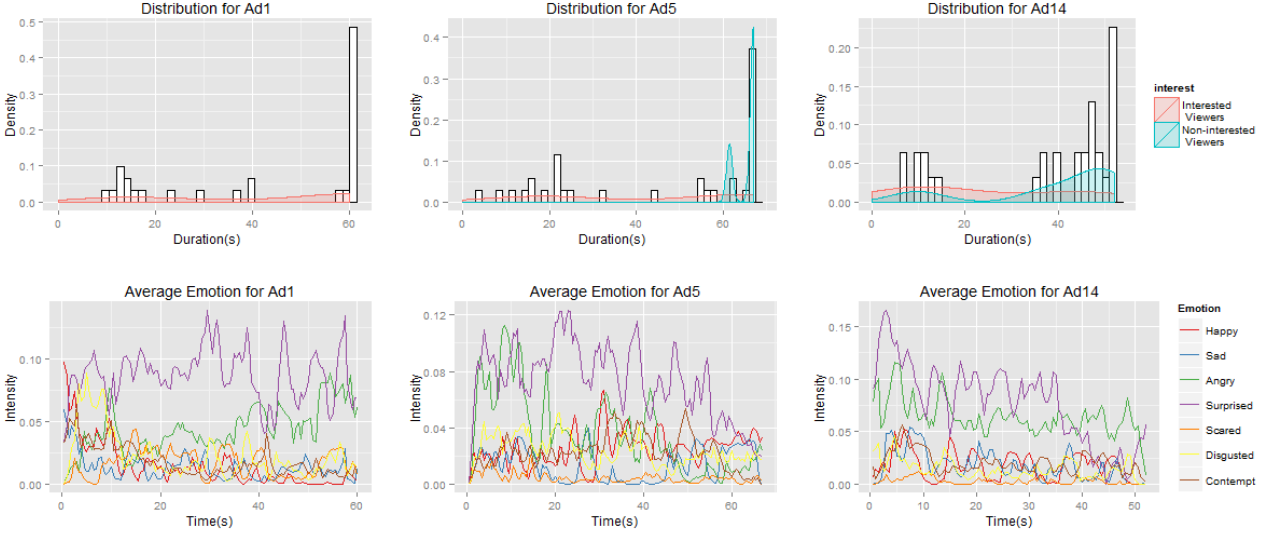 Distribution for Ad1
Distribution for Ad5
Distribution for Ad14
0.5
0.4
0.3
0.2
0.1
0.0
Density
0 20 40 60
Duration(s)
0.4
0.3
0.2
0.1
0.0
Density
0 20 40 60
Duration(s)
0.20
0.15
0.10
0.05
0.00
Density
0 20 40
Duration(s)
interest
Interested
Viewers
Non-interested
Viewers
Average Emotion for Ad1
Average Emotion for Ad5
Average Emotion for Ad14
0.10
0.05
0.00
Intensity
0 20 40 60
Time(s)
0.12
0.08
0.04
0.00
Intensity
0 10 20 30 40 50 60
Time(s)
0.15
0.10
0.05
0.00
Intensity
0 10 20 30 40 50
Time(s)
Emotion
Happy
Sad
Angry
Surprised
Scared
Disgusted
Contempt